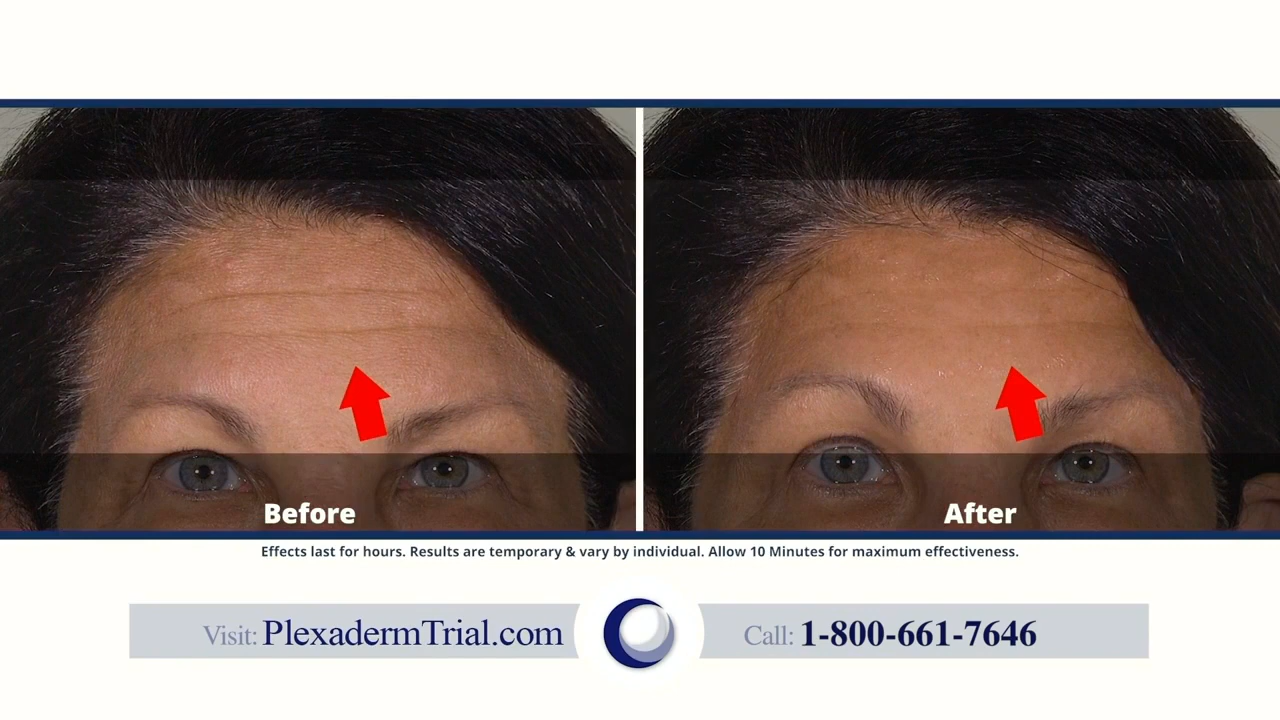 Before
After
Effects last for hours. Results are temporary & vary by individual. Allow 10 Minutes for maximum effectiveness.
Visit: PlexadermTrial.com
Call: 1-800-661-7646